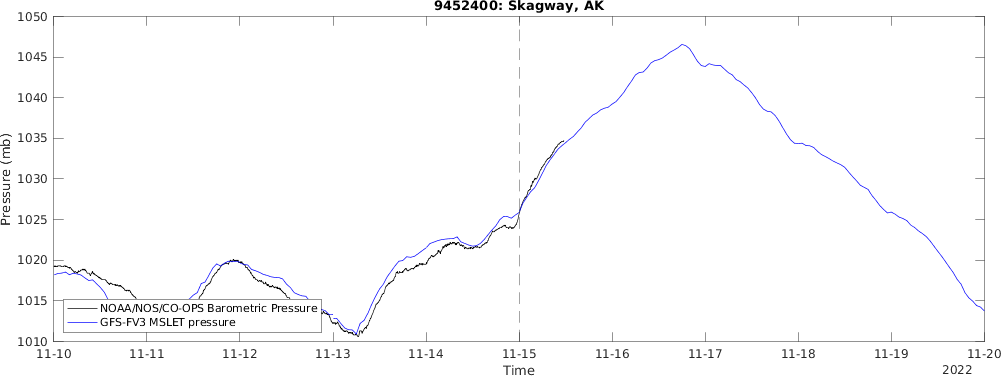 9452400: Skagway, AK
1050
1045
1040
1035
1030
1025
1020
1015
1010
Pressure (mb)
NOAA/NOS/CO-OPS Barometric Pressure
GFS-FV3 MSLET pressure
11-10 11-11 11-12 11-13 11-14 11-15 11-16 11-17 11-18 11-19 11-20
Time
2022